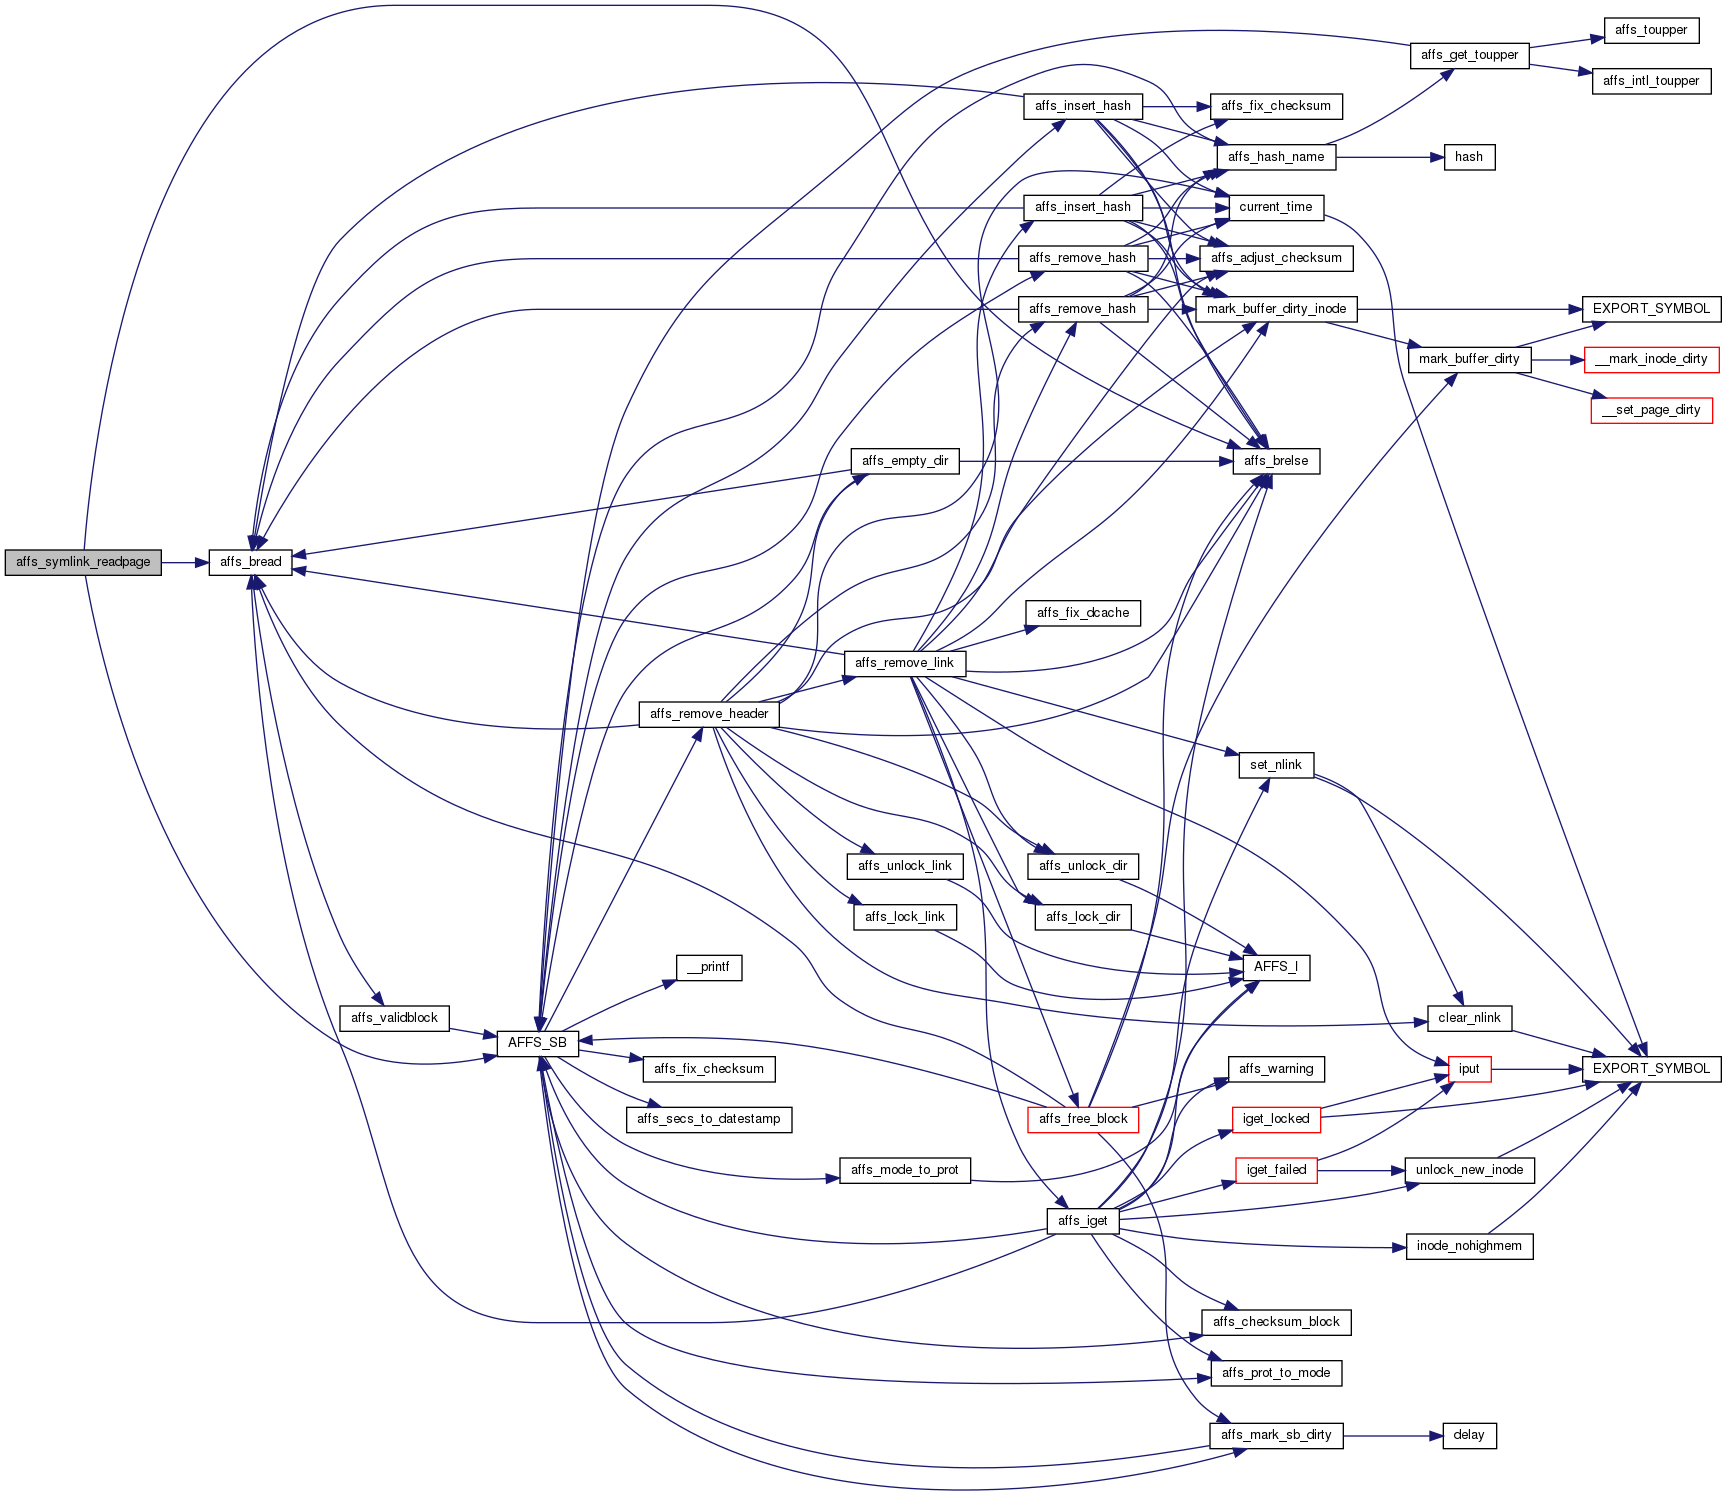 affs_symlink_readpage
affs_bread
affs_validblock
AFFS_SB
affs_remove_header
__printf
affs_fix_checksum
affs_secs_to_datestamp
affs_empty_dir
affs_remove_link
affs_unlock_link
affs_lock_link
affs_mode_to_prot
affs_insert_hash
affs_insert_hash
affs_remove_hash
affs_remove_hash
affs_fix_dcache
affs_unlock_dir
affs_lock_dir
affs_free_block
affs_iget
affs_fix_checksum
affs_hash_name
current_time
affs_adjust_checksum
mark_buffer_dirty_inode
affs_brelse
set_nlink
AFFS_I
affs_warning
iget_locked
iget_failed
affs_checksum_block
affs_prot_to_mode
affs_mark_sb_dirty
affs_get_toupper
hash
mark_buffer_dirty
clear_nlink
iput
unlock_new_inode
inode_nohighmem
delay
affs_toupper
affs_intl_toupper
EXPORT_SYMBOL
__mark_inode_dirty
__set_page_dirty
EXPORT_SYMBOL